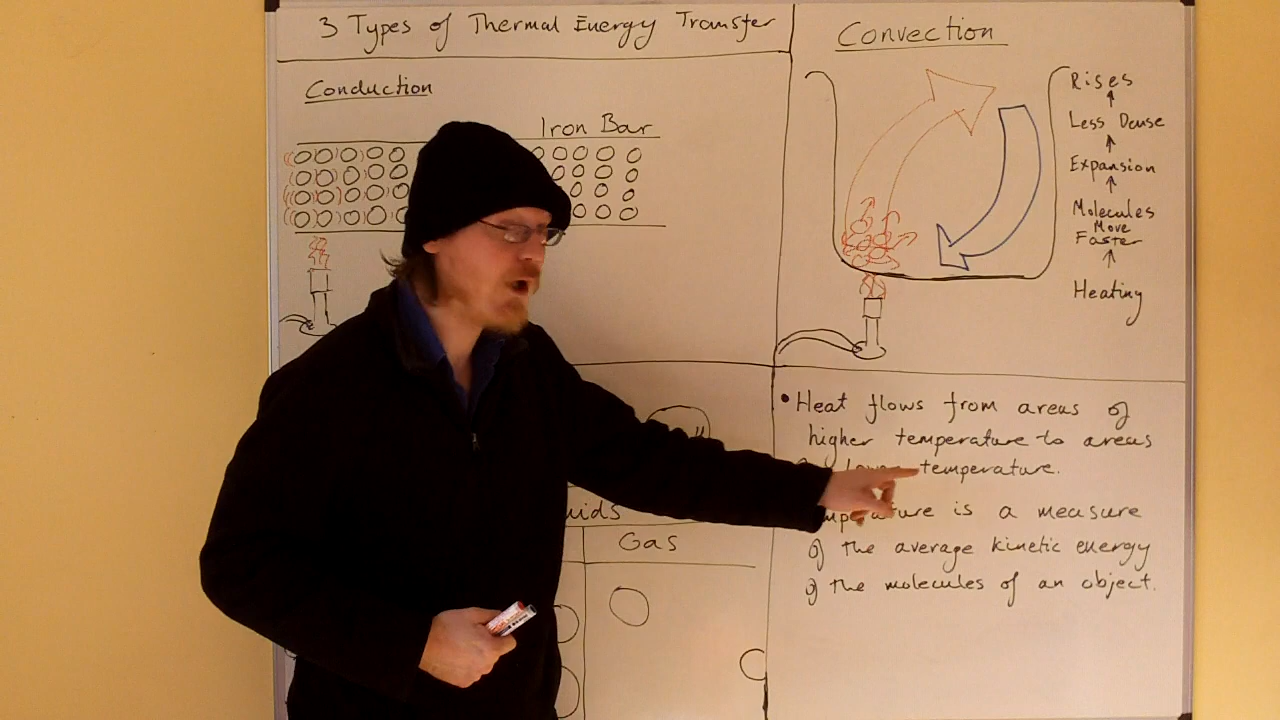 3 Types of Thermal Energy Transfer
Conduction
Iron Bar
Convection
Rises
Less Dense
Expansion
Molecules
Move
Faster
Heating
uids
Gas
• Heat flows from areas of
higher temperature to areas
temperature.
is a measure
of the average kinetic energy
of the molecules of an object.